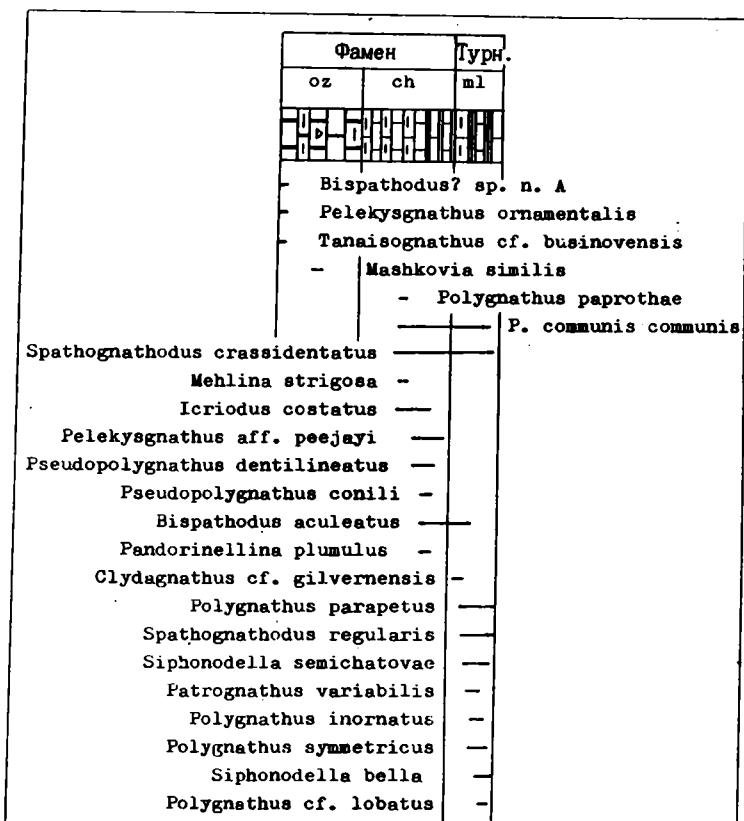 Фамен Турн.
oz ch ml
Bispathodus? sp. n. A
Pelekysgnathus ornamentalis
Tanaisognathus cf. businovensis
Mashkovia similis
Polygnathus paprothae
P. communis communis
Spathognathodus crassidentatus
Mehlina strigosa
Icriodus costatus
Pelekysgnathus aff. peejayi
Pseudopolygnathus dentilineatus
Pseudopolygnathus conili
Bispathodus aculeatus
Pandorinellina plumulus
Clydagnathus cf. gilvernensis
Polygnathus parapetus
Spathognathodus regularis
Siphonodella semichatovae
Patrognathus variabilis
Polygnathus inornatus
Polygnathus symmetricus
Siphonodella bella
Polygnathus cf. lobatus